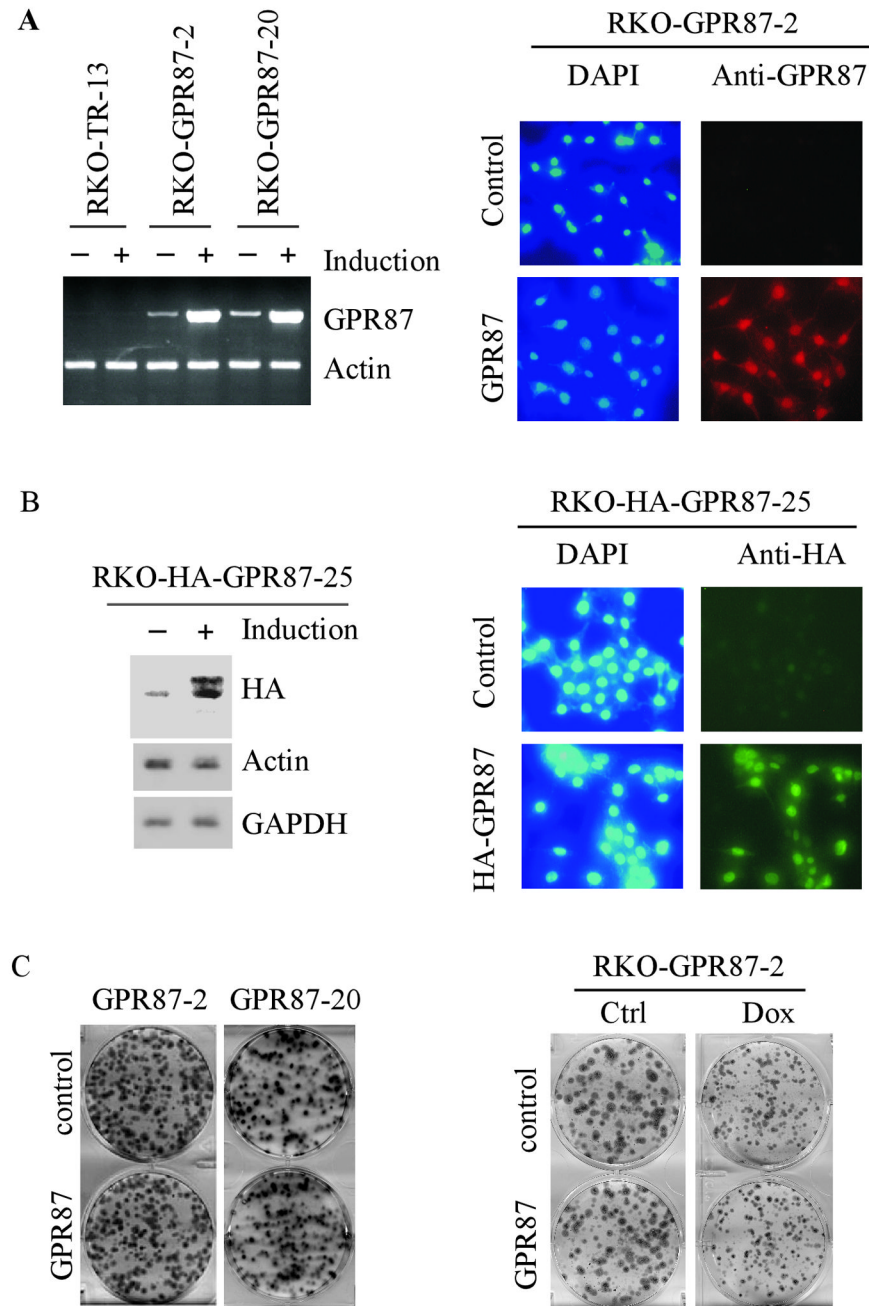 A
RKO-TR-13
RKO-GPR87-2
RKO-GPR87-20
− + − + − + Induction
GPR87
Actin
RKO-GPR87-2
DAPI Anti-GPR87
Control
GPR87
B
RKO-HA-GPR87-25
− + Induction
HA
Actin
GAPDH
RKO-HA-GPR87-25
DAPI Anti-HA
Control
HA-GPR87
C
GPR87-2 GPR87-20
control
GPR87
RKO-GPR87-2
Ctrl Dox
control
GPR87